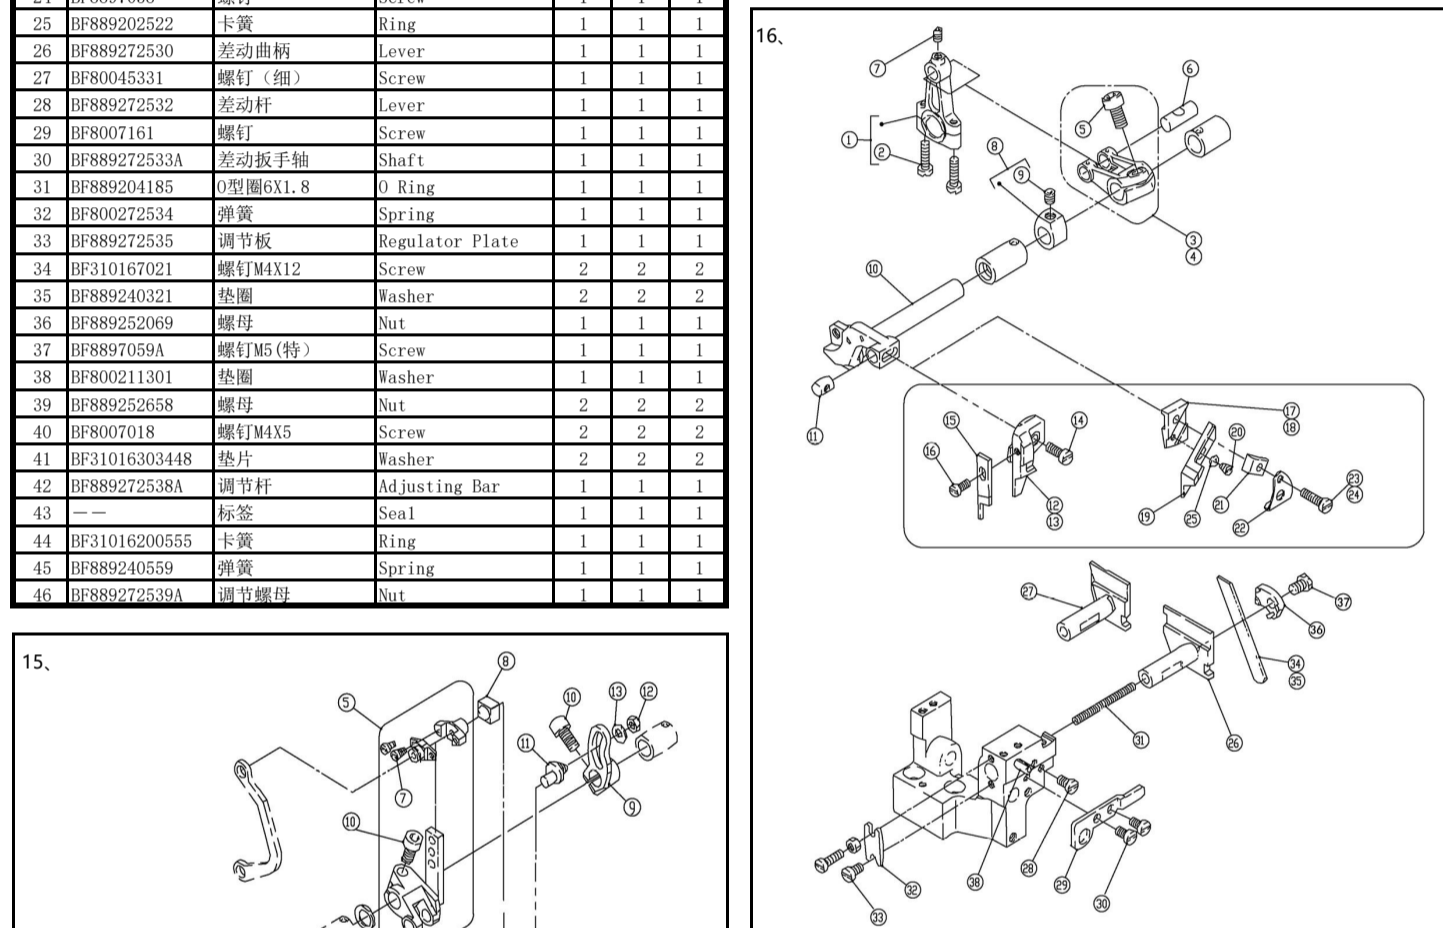 25 BF889202522 卡簧 Ring 1 1 1
26 BF889272530 差动曲柄 Lever 1 1 1
27 BF80045331 螺钉（细） Screw 1 1 1
28 BF889272532 差动杆 Lever 1 1 1
29 BF8007161 螺钉 Screw 1 1 1
30 BF889272533A 差动扳手轴 Shaft 1 1 1
31 BF889204185 O型圈6X1.8 O Ring 1 1 1
32 BF800272534 弹簧 Spring 1 1 1
33 BF889272535 调节板 Regulator Plate 1 1 1
34 BF310167021 螺钉M4X12 Screw 2 2 2
35 BF889240321 垫圈 Washer 2 2 2
36 BF889252069 螺母 Nut 1 1 1
37 BF8897059A 螺钉M5(特） Screw 1 1 1
38 BF800211301 垫圈 Washer 1 1 1
39 BF889252658 螺母 Nut 2 2 2
40 BF8007018 螺钉M4X5 Screw 2 2 2
41 BF31016303448 垫片 Washer 2 2 2
42 BF889272538A 调节杆 Adjusting Bar 1 1 1
43 —— 标签 Seal 1 1 1
44 BF31016200555 卡簧 Ring 1 1 1
45 BF889240559 弹簧 Spring 1 1 1
46 BF889272539A 调节螺母 Nut 1 1 1
15、
8
5
10
13
12
11
7
9
10
16、
7
6
5
1
2
8
9
3
4
10
11
15
14
16
12
13
17
18
20
19
25
21
22
23
24
27
37
36
34
35
31
26
28
38
29
30
32
33